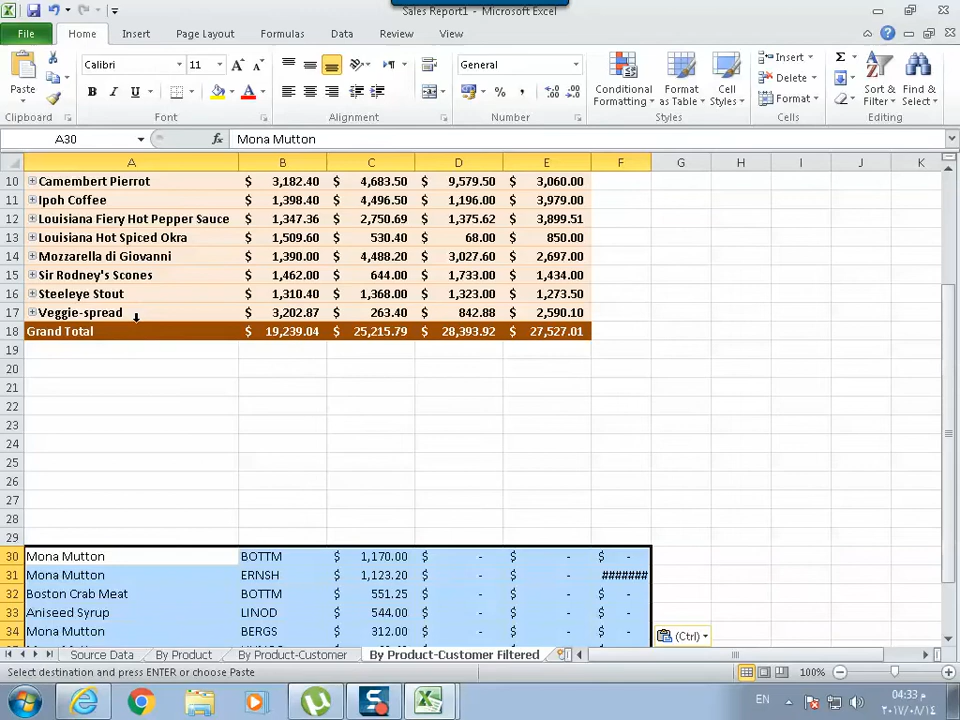 Sales Report1 - Microsoft Excel
File Home Insert Page Layout Formulas Data Review View
Calibri 11 General
Paste
Conditional Formatting Format as Table Cell Styles
Insert
Delete
Format
Sort & Filter Find & Select
Clipboard Font Alignment Number Styles Cells Editing
A30 fx Mona Mutton
A B C D E F G H I J K
10 Camembert Pierrot $ 3,182.40 $ 4,683.50 $ 9,579.50 $ 3,060.00
11 Ipoh Coffee $ 1,398.40 $ 4,496.50 $ 1,196.00 $ 3,979.00
12 Louisiana Fiery Hot Pepper Sauce $ 1,347.36 $ 2,750.69 $ 1,375.62 $ 3,899.51
13 Louisiana Hot Spiced Okra $ 1,509.60 $ 530.40 $ 68.00 $ 850.00
14 Mozzarella di Giovanni $ 1,390.00 $ 4,488.20 $ 3,027.60 $ 2,697.00
15 Sir Rodney's Scones $ 1,462.00 $ 644.00 $ 1,733.00 $ 1,434.00
16 Steeleye Stout $ 1,310.40 $ 1,368.00 $ 1,323.00 $ 1,273.50
17 Veggie-spread $ 3,202.87 $ 263.40 $ 842.88 $ 2,590.10
18 Grand Total $ 19,239.04 $ 25,215.79 $ 28,393.92 $ 27,527.01
19
20
21
22
23
24
25
26
27
28
29
30 Mona Mutton BOTTM $ 1,170.00 $ - $ - $ -
31 Mona Mutton ERNSH $ 1,123.20 $ - $ - #######
32 Boston Crab Meat BOTTM $ 551.25 $ - $ - $ -
33 Aniseed Syrup LINOD $ 544.00 $ - $ - $ -
34 Mona Mutton BERGS $ 312.00 $ - $ - $ -
(Ctrl)
Source Data By Product By Product-Customer By Product-Customer Filtered
Select destination and press ENTER or choose Paste 100%
EN 04:33 م
٢٠١٧/٠٨/١٤